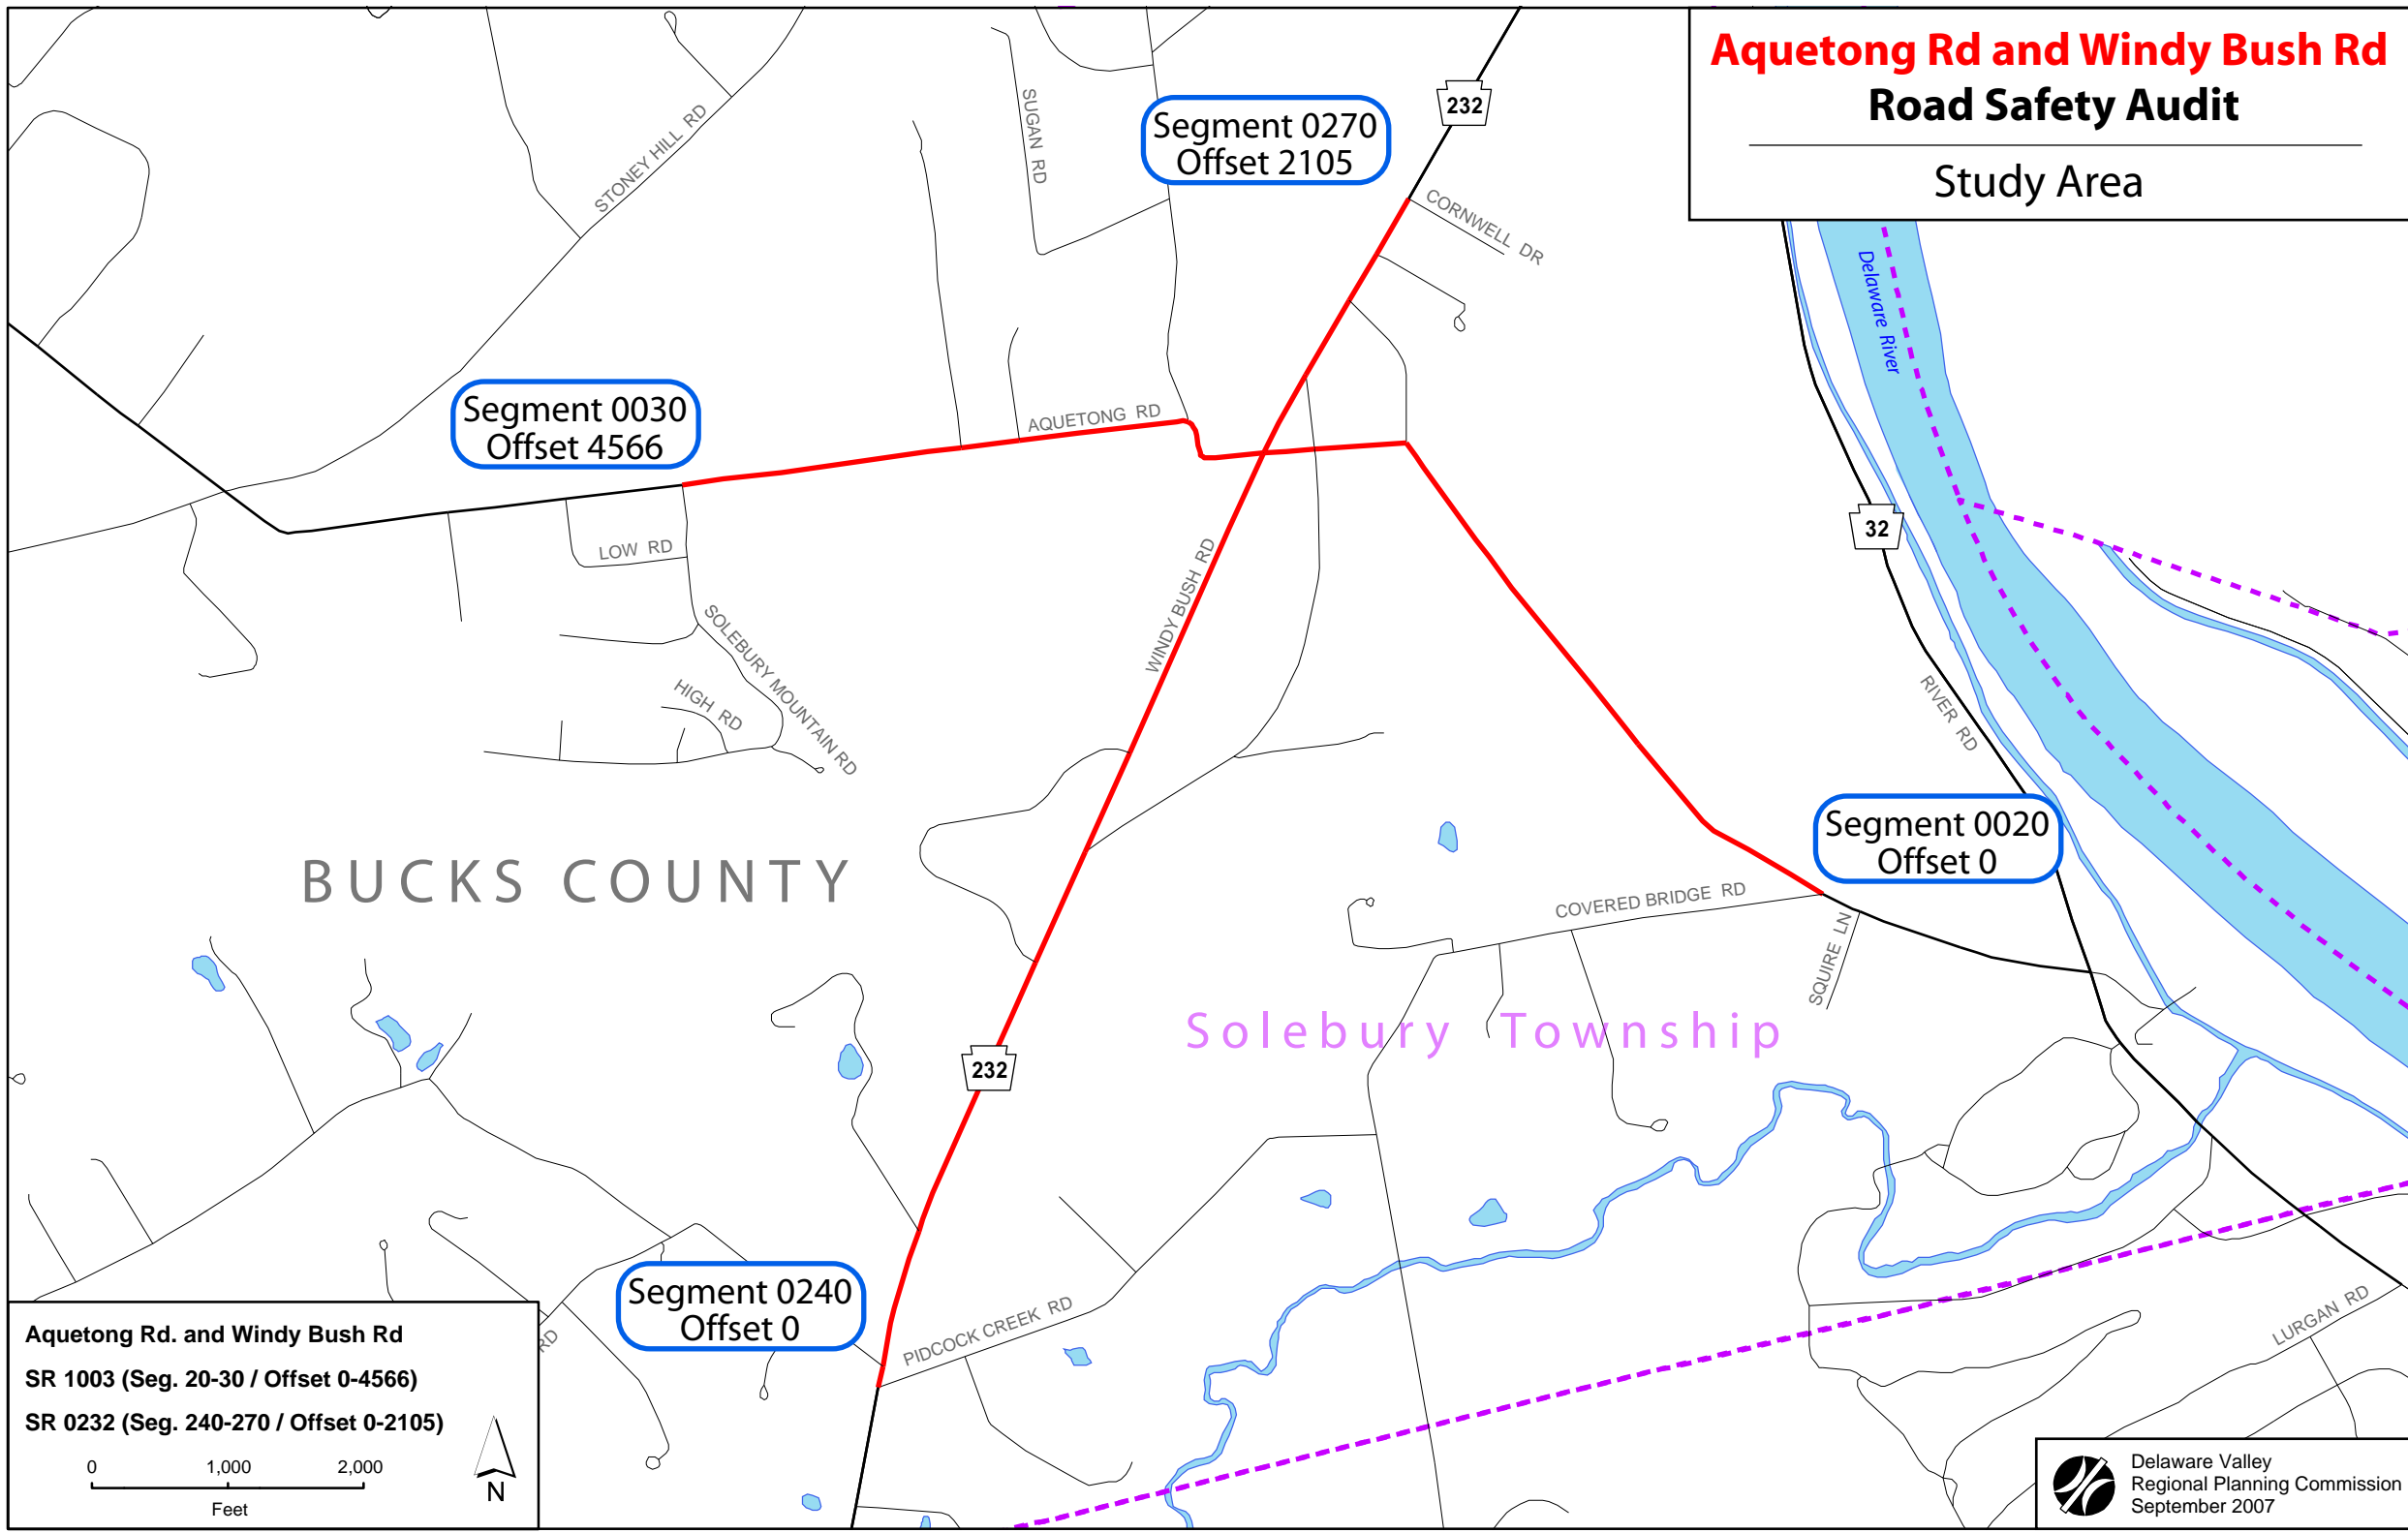 Aquetong Rd and Windy Bush Rd
Road Safety Audit
Study Area
232
Segment 0270
Offset 2105
SUGAN RD
STONEY HILL RD
CORNWELL DR
Delaware River
Segment 0030
Offset 4566
AQUETONG RD
32
LOW RD
WINDY BUSH RD
SOLEBURY MOUNTAIN RD
HIGH RD
RIVER RD
Segment 0020
Offset 0
BUCKS COUNTY
COVERED BRIDGE RD
SQUIRE LN
Solebury Township
232
Segment 0240
Offset 0
PIDCOCK CREEK RD
LURGAN RD
RD
Aquetong Rd. and Windy Bush Rd
SR 1003 (Seg. 20-30 / Offset 0-4566)
SR 0232 (Seg. 240-270 / Offset 0-2105)
0 1,000 2,000
Feet
N
Delaware Valley
Regional Planning Commission
September 2007